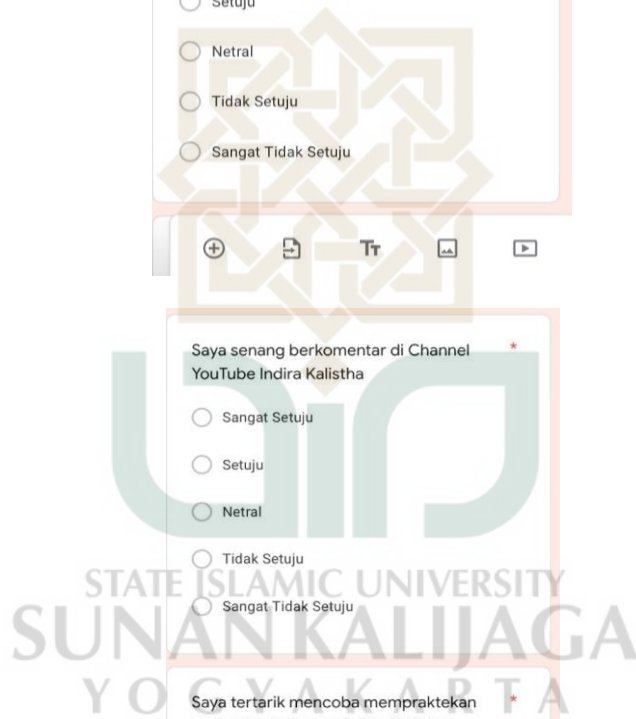 Setuju
Netral
Tidak Setuju
Sangat Tidak Setuju
Tт
Saya senang berkomentar di Channel *
YouTube Indira Kalistha
Sangat Setuju
Setuju
Netral
Tidak Setuju
Sangat Tidak Setuju
STATE ISLAMIC UNIVERSITY
SUNAN KALIJAGA
YOGYAKARTA
Saya tertarik mencoba mempraktekan *